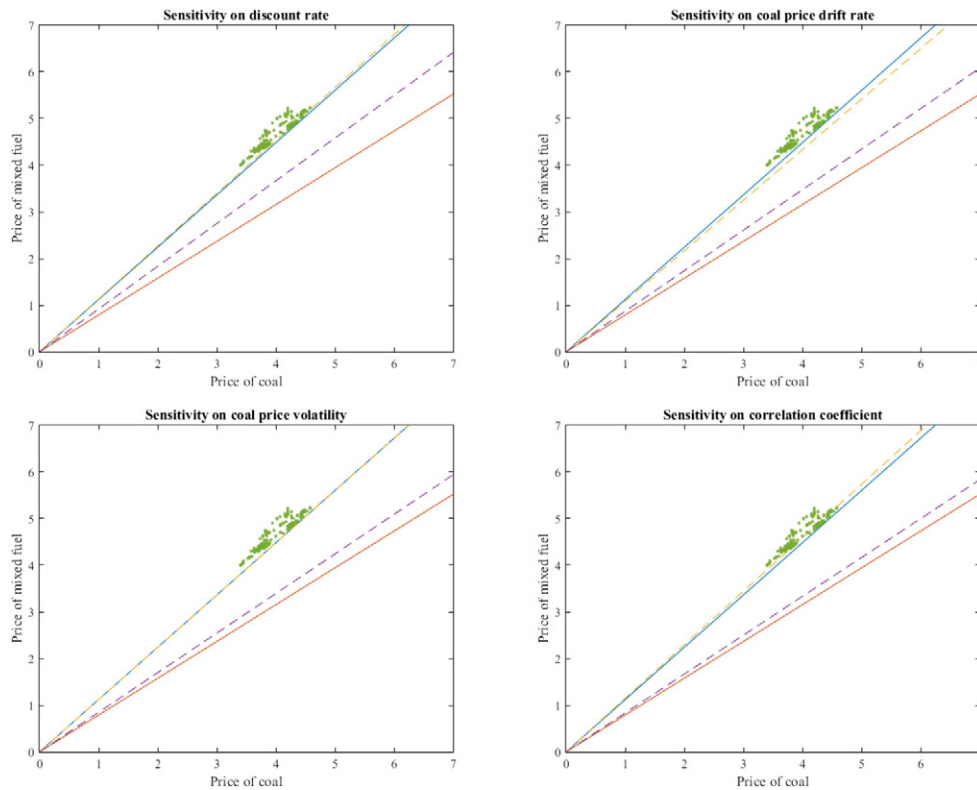 Sensitivity on discount rate
7
6
5
4
3
2
1
0
Price of mixed fuel
0 1 2 3 4 5 6 7
Price of coal
Sensitivity on coal price drift rate
7
6
5
4
3
2
1
0
Price of mixed fuel
0 1 2 3 4 5 6
Price of coal
Sensitivity on coal price volatility
7
6
5
4
3
2
1
0
Price of mixed fuel
0 1 2 3 4 5 6 7
Price of coal
Sensitivity on correlation coefficient
7
6
5
4
3
2
1
0
Price of mixed fuel
0 1 2 3 4 5 6
Price of coal